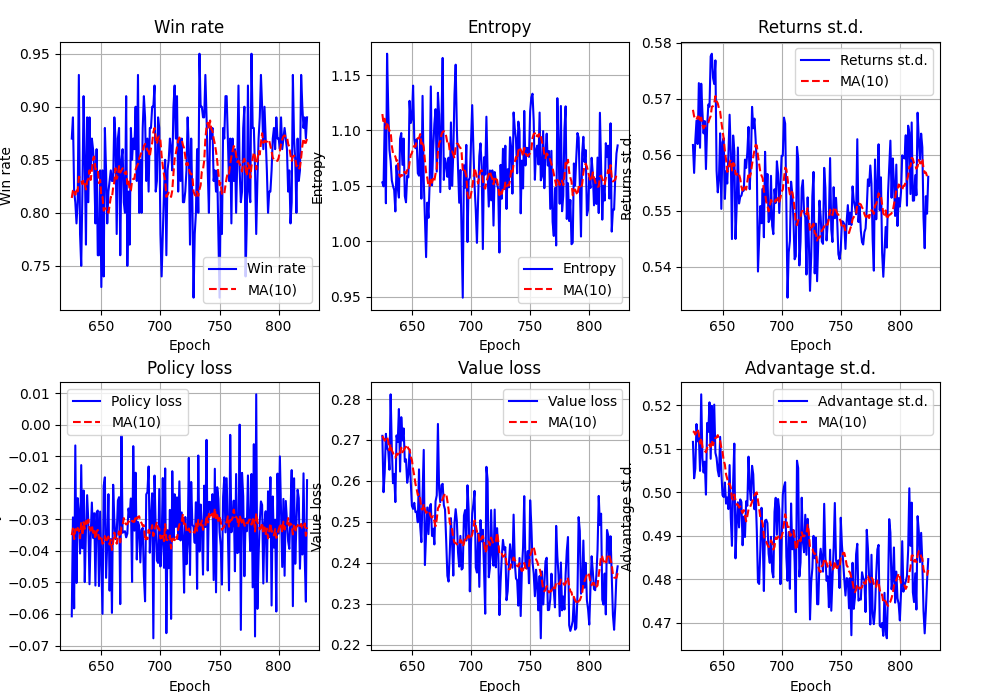 Win rate
Win rate
0.95
0.90
0.85
0.80
0.75
650
700
750
800
Epoch
Win rate
MA(10)
Entropy
Entropy
1.15
1.10
1.05
1.00
0.95
650
700
750
800
Epoch
Entropy
MA(10)
Returns st.d.
Returns st.d.
0.58
0.57
0.56
0.55
0.54
650
700
750
800
Epoch
Returns st.d.
MA(10)
Policy loss
0.01
0.00
−0.01
−0.02
−0.03
−0.04
−0.05
−0.06
−0.07
650
700
750
800
Epoch
Policy loss
MA(10)
Value loss
Value loss
0.28
0.27
0.26
0.25
0.24
0.23
0.22
650
700
750
800
Epoch
Value loss
MA(10)
Advantage st.d.
Advantage st.d.
0.52
0.51
0.50
0.49
0.48
0.47
650
700
750
800
Epoch
Advantage st.d.
MA(10)